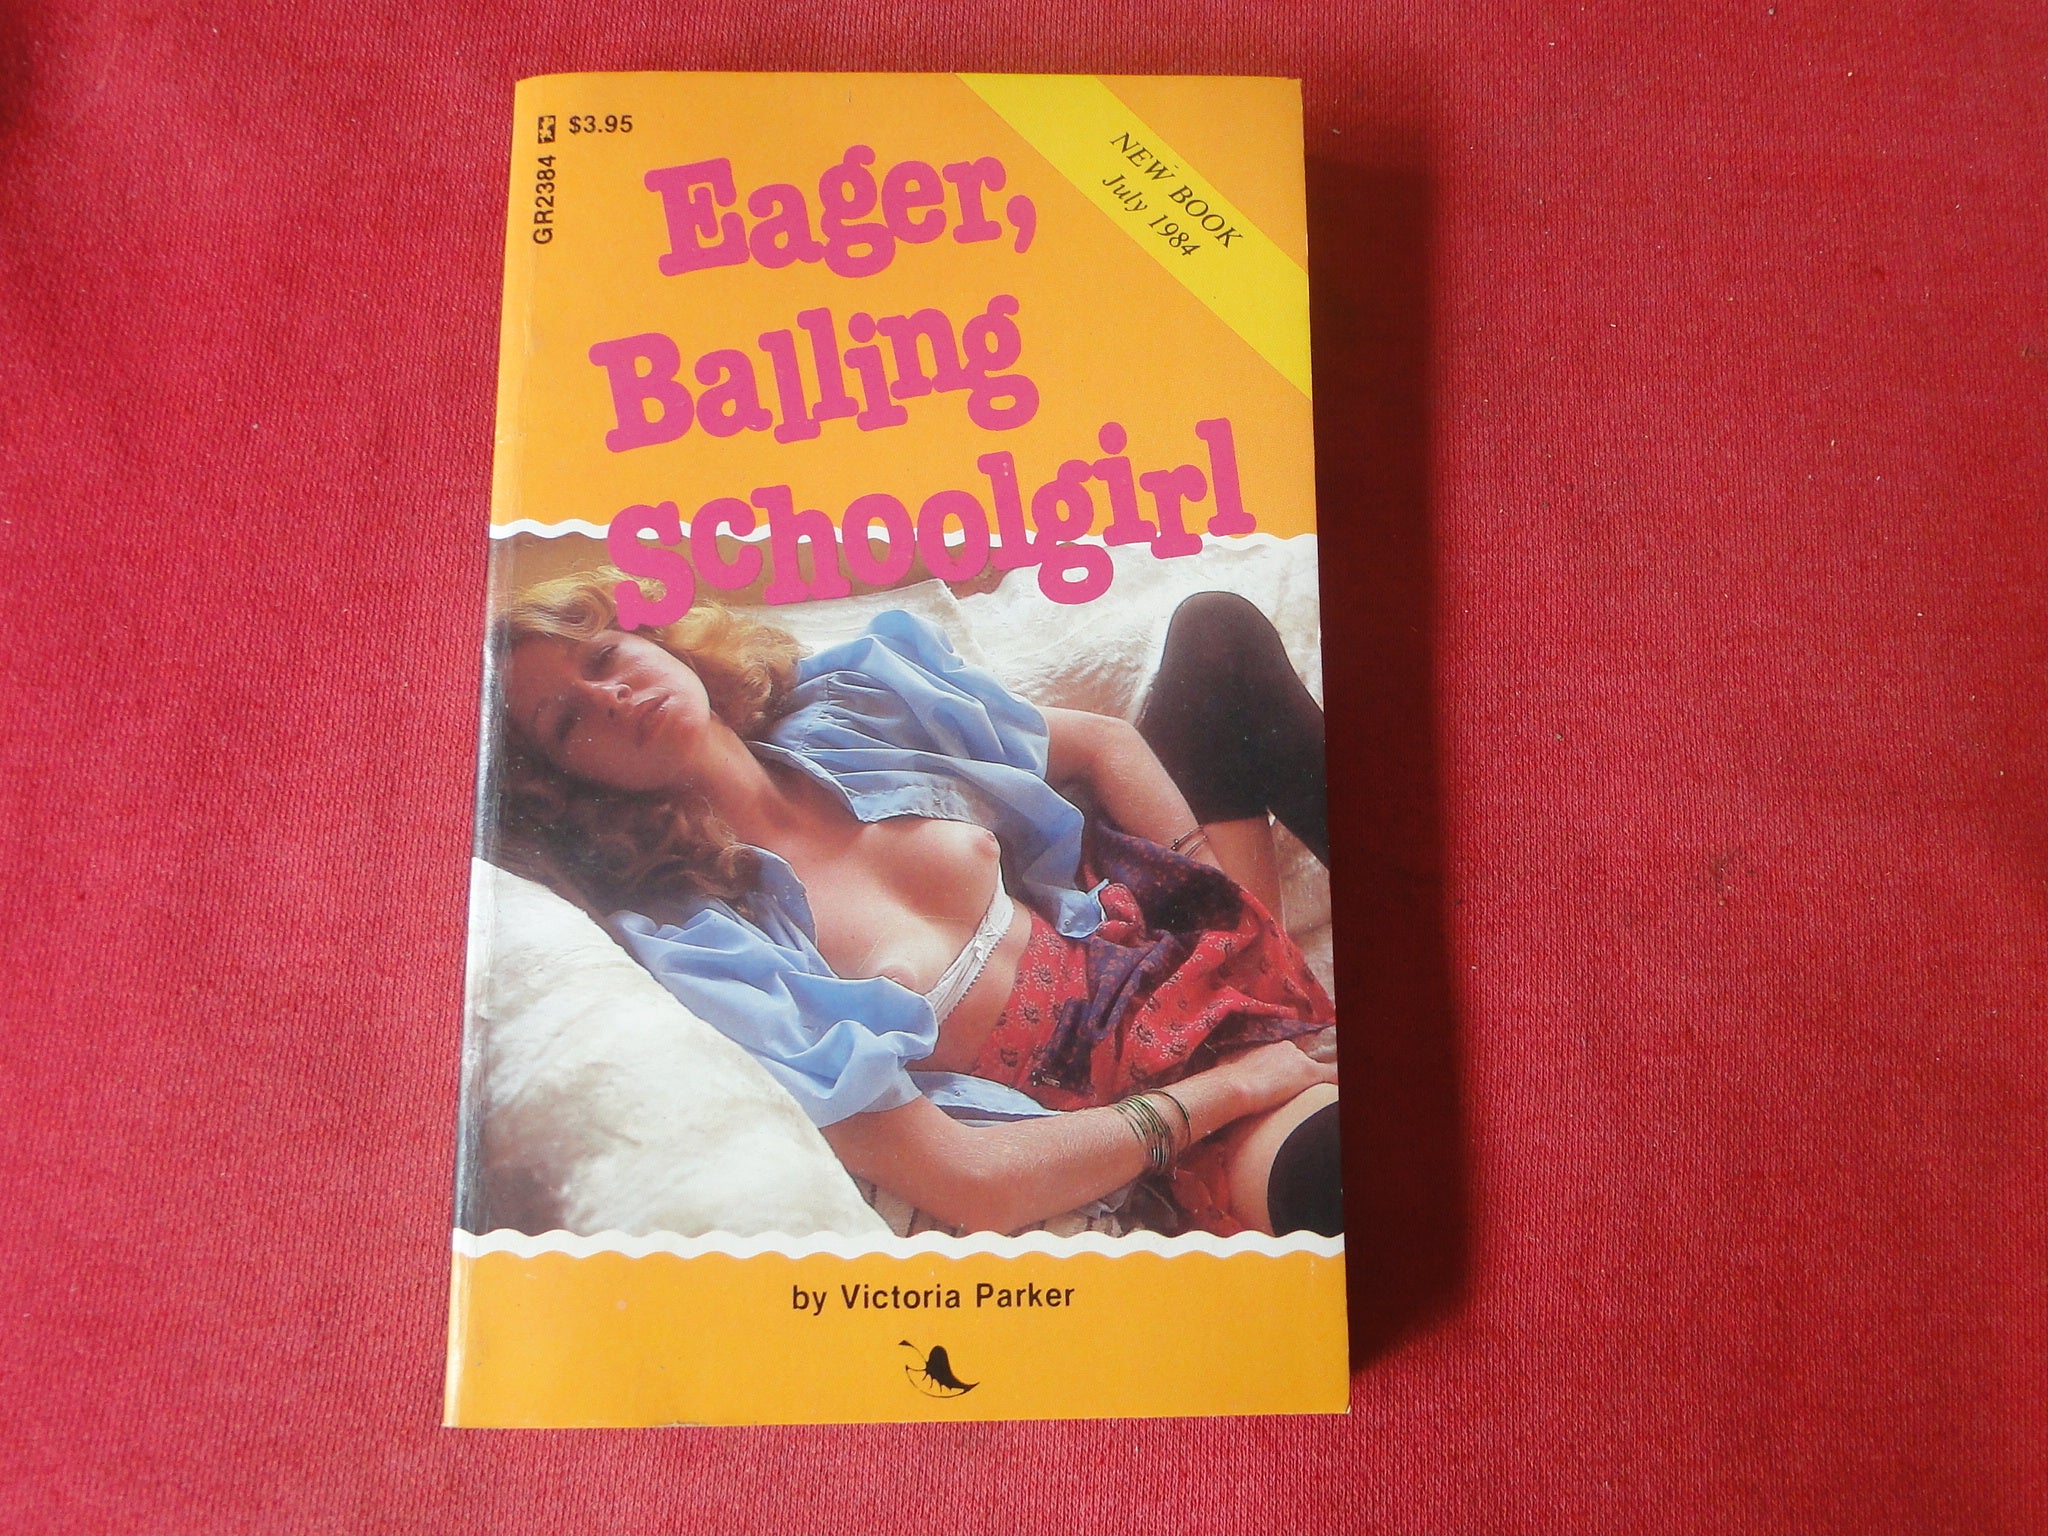 GR2384
$3.95
NEW BOOK
July 1984
Eager,
Balling
Schoolgirl
by Victoria Parker